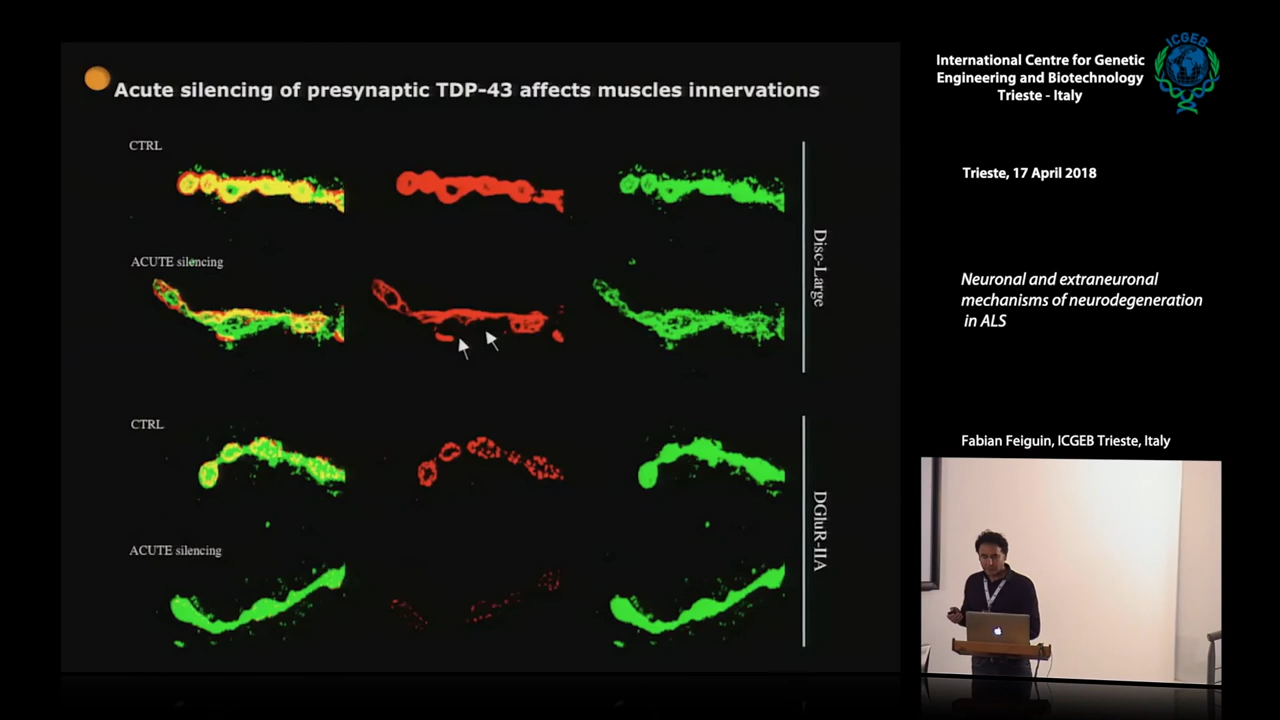 Acute silencing of presynaptic TDP-43 affects muscles innervations
CTRL
ACUTE silencing
Disc-Large
CTRL
ACUTE silencing
DGluR-IIA
International Centre for Genetic
Engineering and Biotechnology
Trieste - Italy
ICGEB
Trieste, 17 April 2018
Neuronal and extraneuronal
mechanisms of neurodegeneration
in ALS
Fabian Feiguin, ICGEB Trieste, Italy